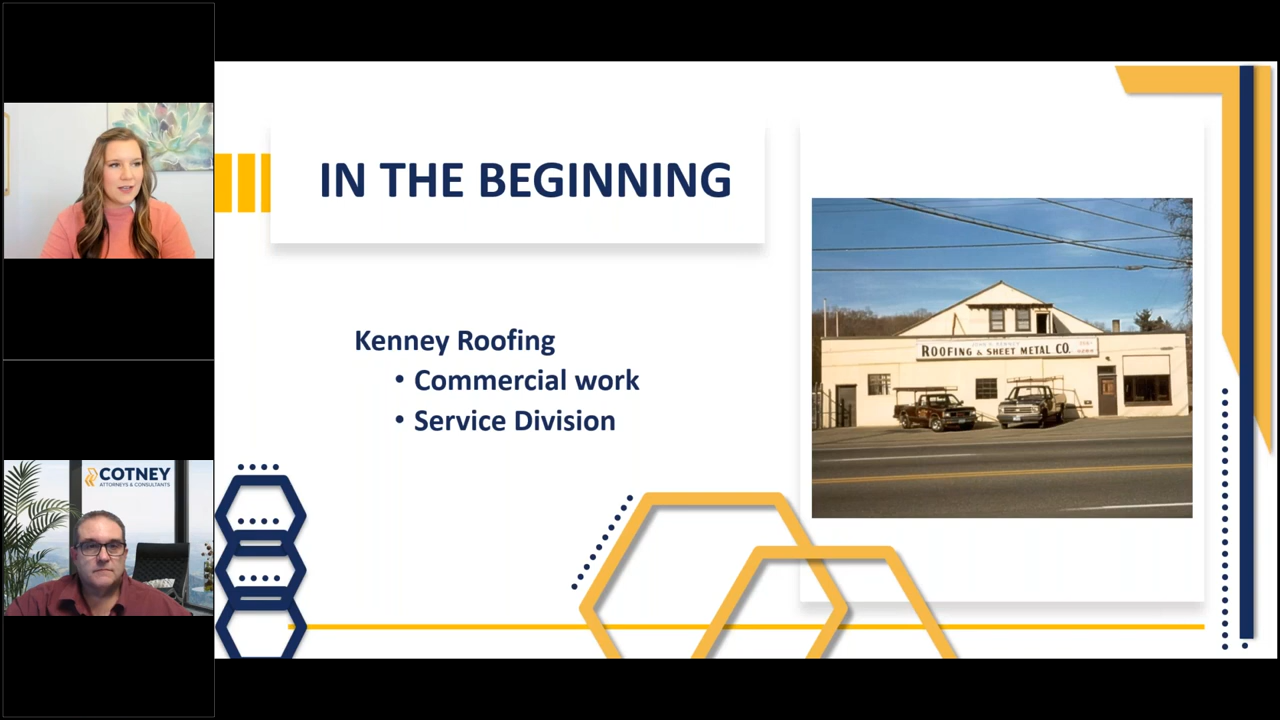 IN THE BEGINNING
Kenney Roofing
• Commercial work
• Service Division
ROOFING & SHEET METAL CO.
COTNEY
ATTORNEYS & CONSULTANTS